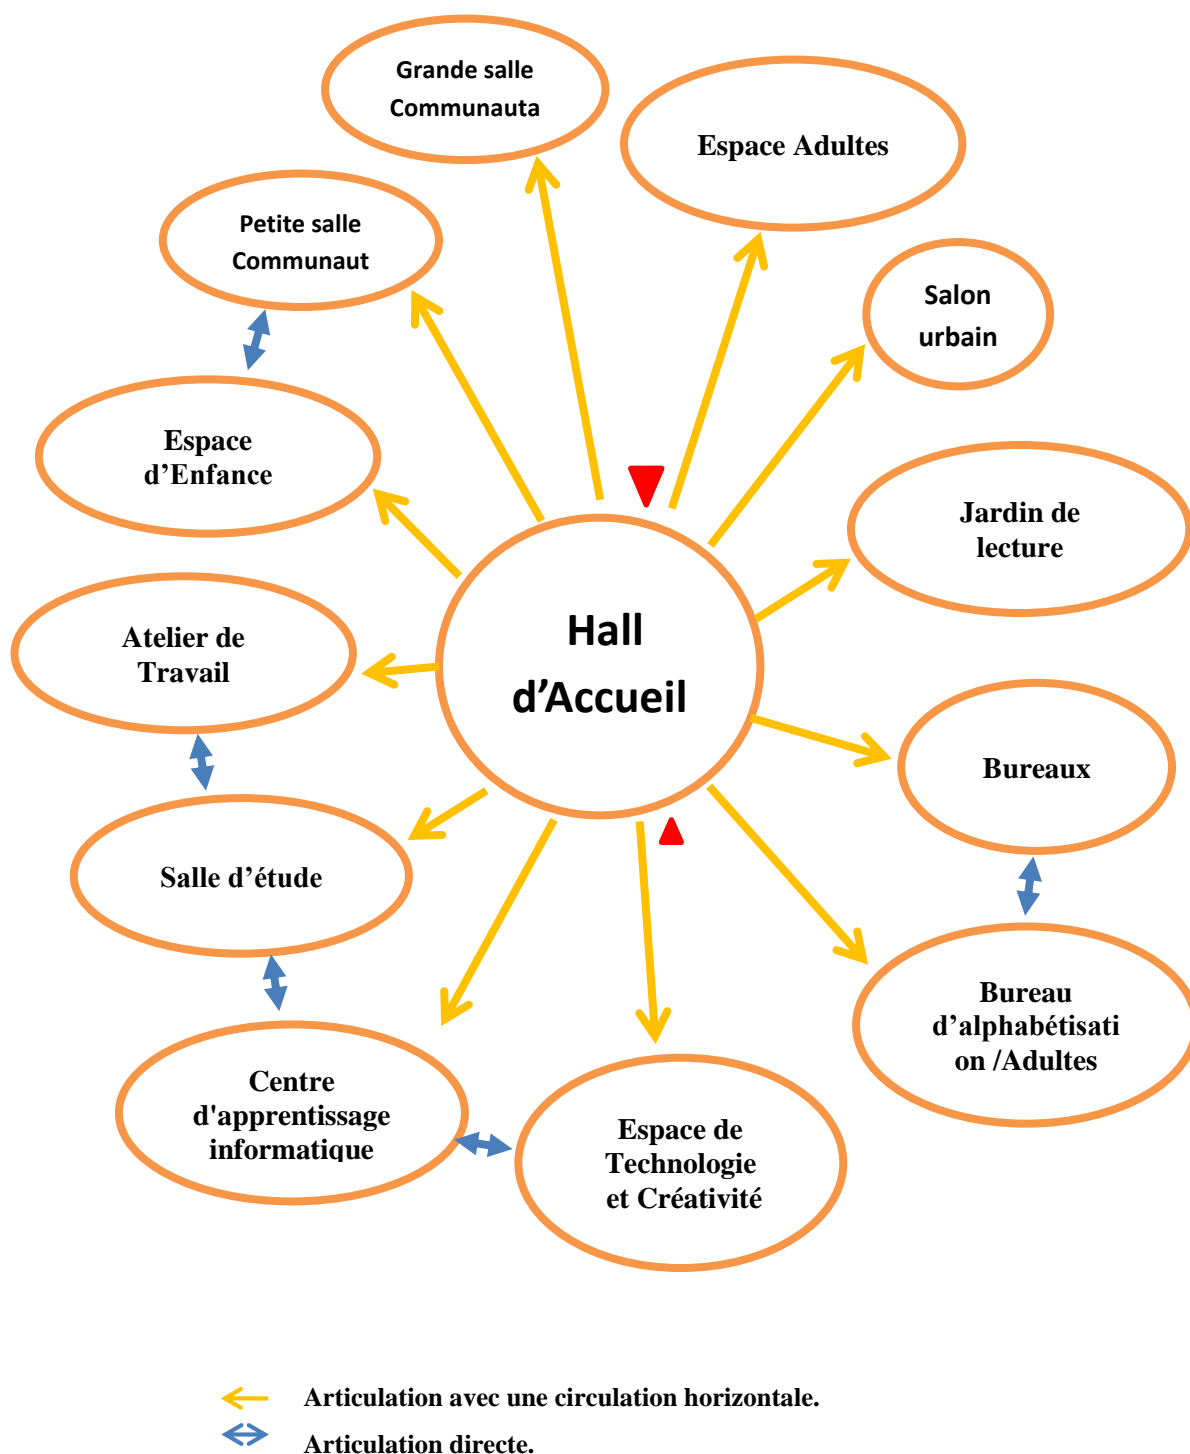 Grande salle
Communauta
Espace Adultes
Petite salle
Communaut
Salon
urbain
Espace
d’Enfance
Jardin de
lecture
Hall
d’Accueil
Atelier de
Travail
Bureaux
Salle d’étude
Bureau
d’alphabétisati
on /Adultes
Centre
d'apprentissage
informatique
Espace de
Technologie
et Créativité
Articulation avec une circulation horizontale.
Articulation directe.